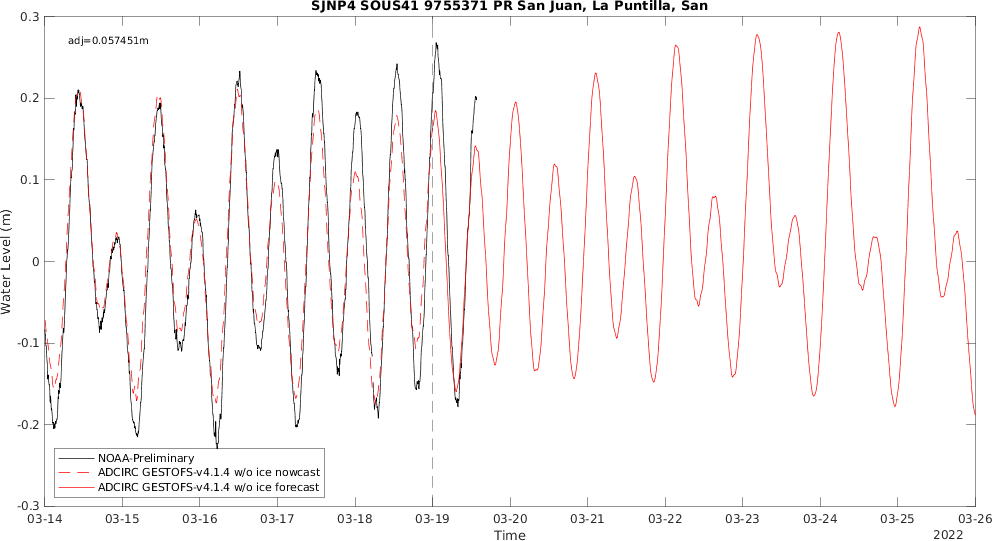 SJNP4 SOUS41 9755371 PR San Juan, La Puntilla, San
adj=0.057451m
0.3
0.2
0.1
0
-0.1
-0.2
-0.3
Water Level (m)
NOAA-Preliminary
ADCIRC GESTOFS-v4.1.4 w/o ice nowcast
ADCIRC GESTOFS-v4.1.4 w/o ice forecast
03-14 03-15 03-16 03-17 03-18 03-19 03-20 03-21 03-22 03-23 03-24 03-25 03-26
Time
2022